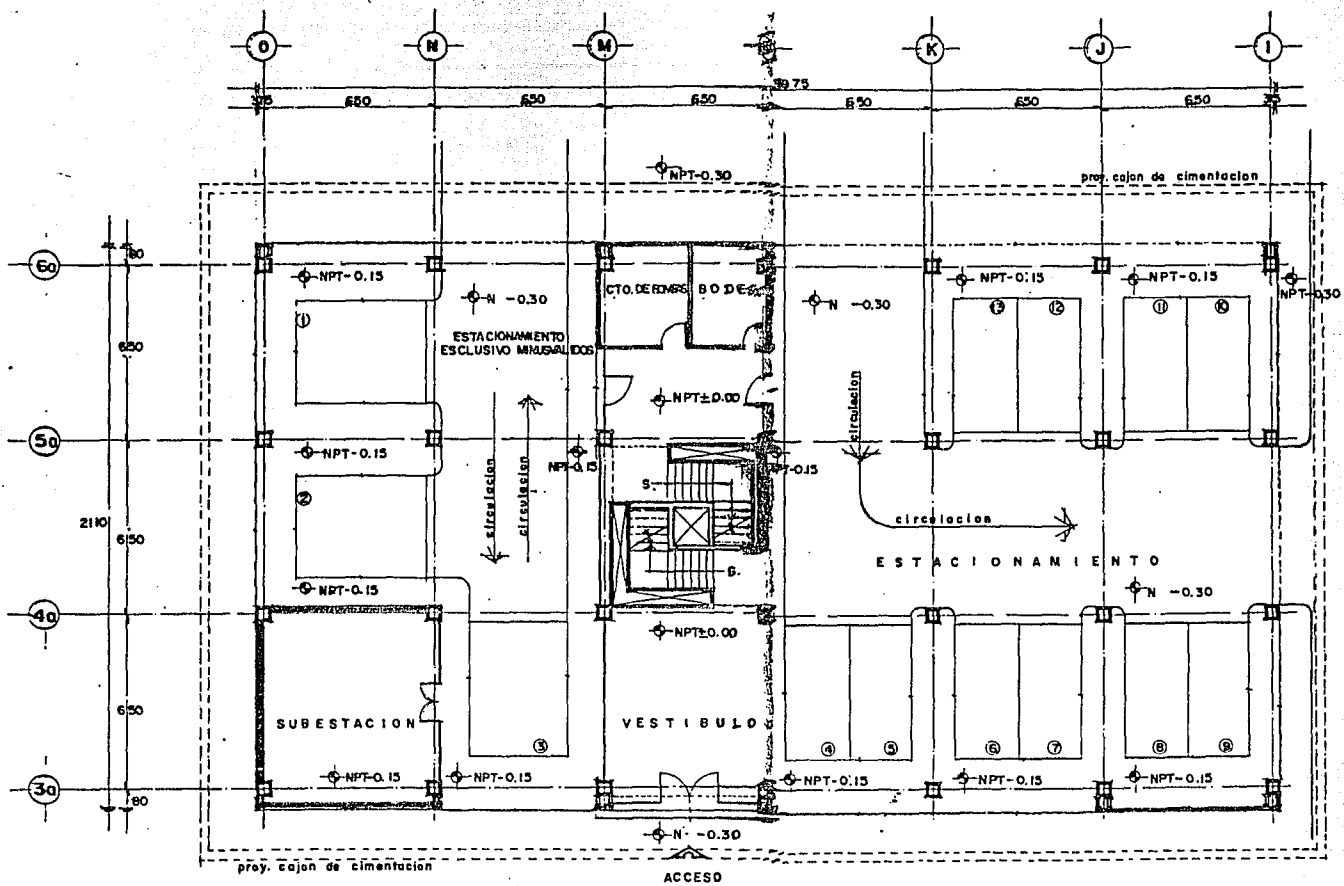 O N M K J I
39.75
375 650 650 650 650 650 650 35
NPT-0.30
proy. cajon de cimentacion
80
6a
NPT-0.15
N -0.30
CTO. DE BOMBAS
N -0.30
NPT-0.15
NPT-0.15
NPT-0.30
1
13 12
11 10
ESTACIONAMIENTO
ESCLUSIVO MINUSVALIDOS
650
NPT±0.00
circulacion
5a
NPT-0.15
NPT-0.15
NPT-0.15
2
S.
circulacion
circulacion
circulacion
2110
650
ESTACIONAMIENTO
B.
NPT-0.15
N -0.30
4a
NPT±0.00
650
SUBESTACION
VESTIBULO
3
4 5
6 7
8 9
NPT-0.15
NPT-0.15
NPT-0.15
NPT-0.15
NPT-0.15
3a
80
N -0.30
proy. cajon de cimentacion
ACCESO